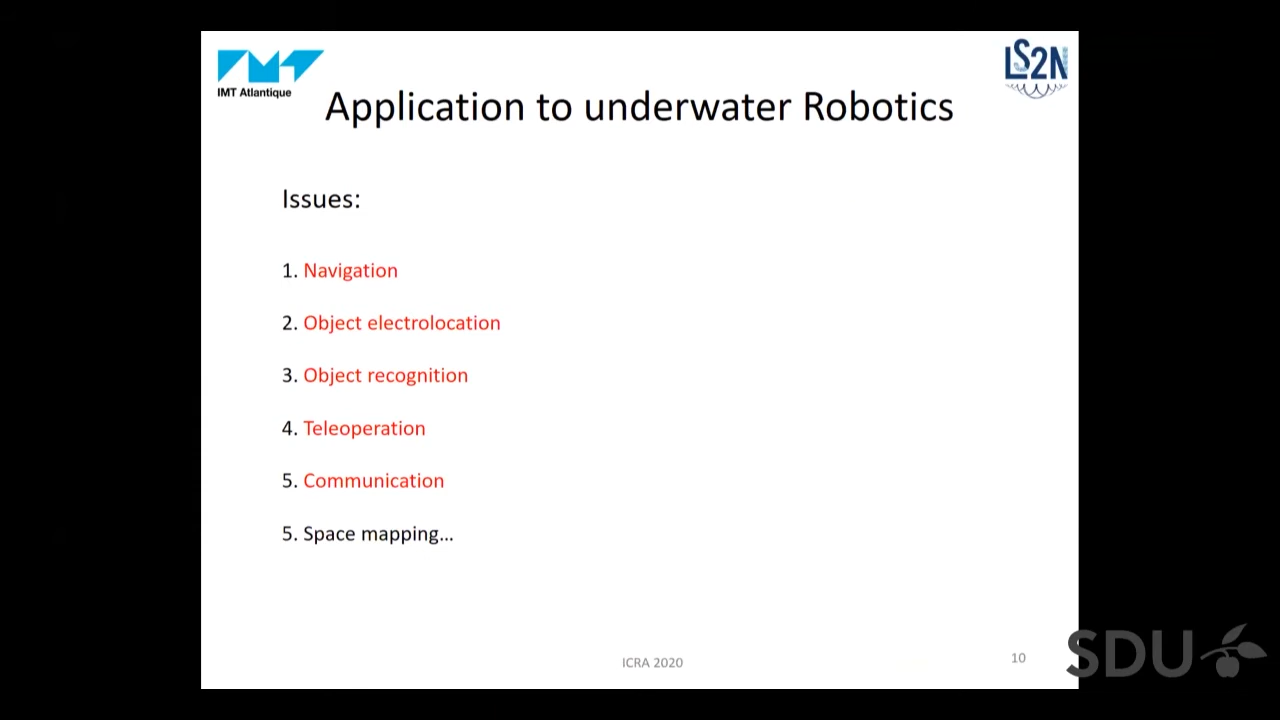 IMT Atlantique
LS2N
Application to underwater Robotics
Issues:
1. Navigation
2. Object electrolocation
3. Object recognition
4. Teleoperation
5. Communication
5. Space mapping...
ICRA 2020
10
SDU